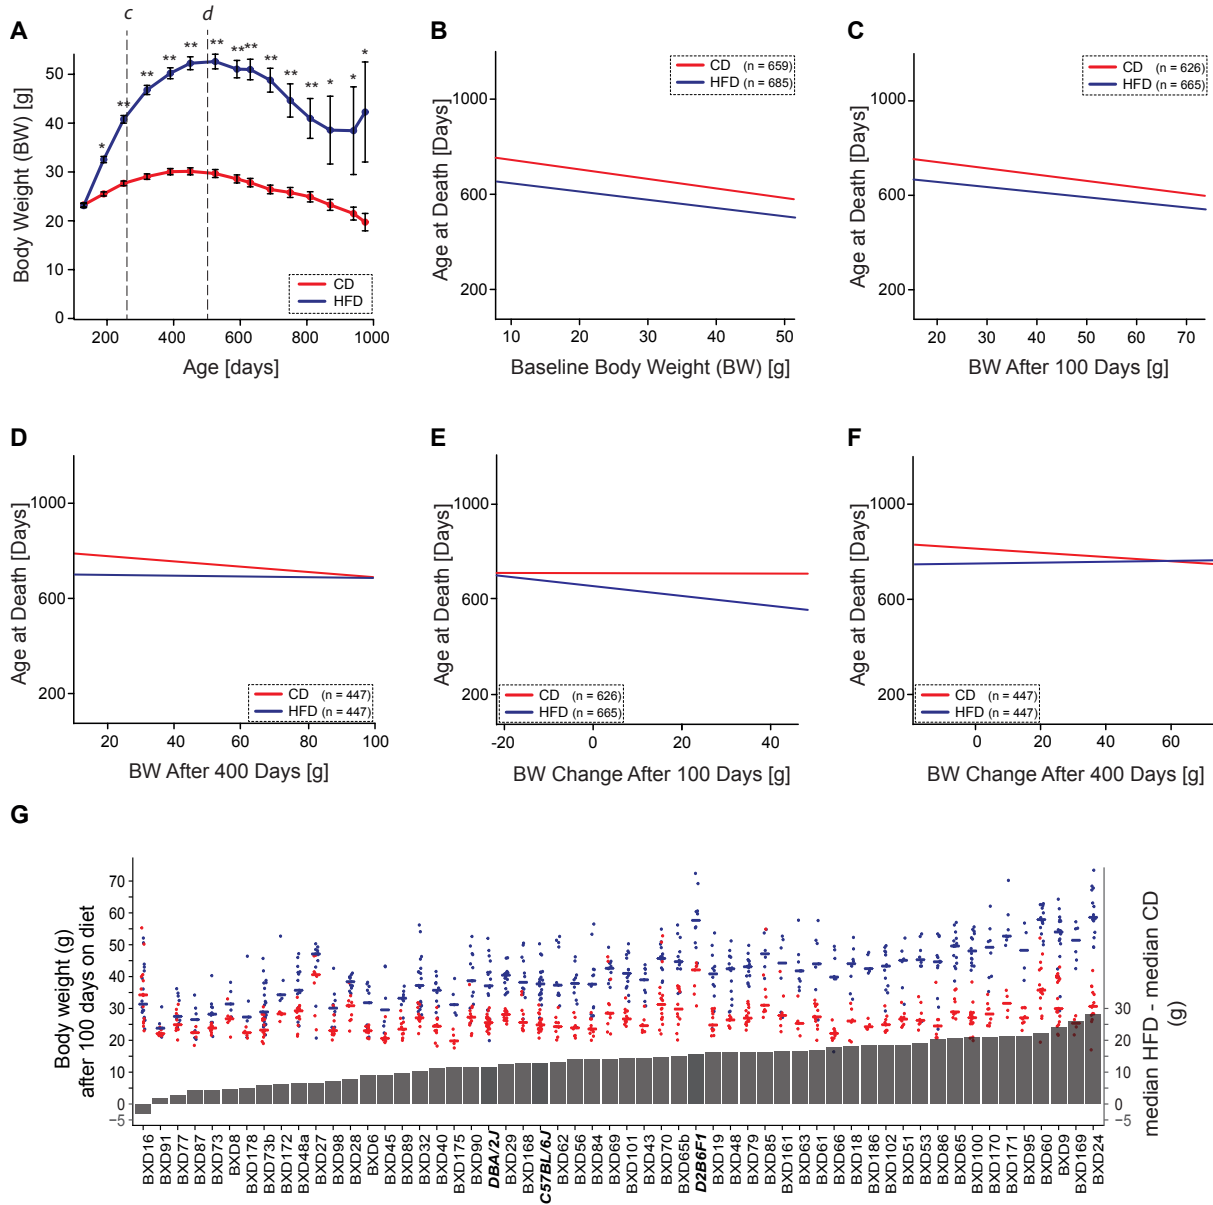 A
c
d
* ** ** ** ** ** ** ** ** ** ** * * *
Body Weight (BW) [g]
50
40
30
20
10
0
200 400 600 800 1000
Age [days]
CD
HFD
B
CD (n = 659)
HFD (n = 685)
Age at Death [Days]
1000
600
200
10 20 30 40 50
Baseline Body Weight (BW) [g]
C
CD (n = 626)
HFD (n = 665)
Age at Death [Days]
1000
600
200
20 30 40 50 60 70
BW After 100 Days [g]
D
Age at Death [Days]
1000
600
200
CD (n = 447)
HFD (n = 447)
20 40 60 80 100
BW After 400 Days [g]
E
Age at Death [Days]
1000
600
200
CD (n = 626)
HFD (n = 665)
-20 0 20 40
BW Change After 100 Days [g]
F
Age at Death [Days]
1000
600
200
CD (n = 447)
HFD (n = 447)
0 20 40 60
BW Change After 400 Days [g]
G
Body weight (g)
after 100 days on diet
70
60
50
40
30
20
10
0
−5
30
20
10
0
−5
median HFD - median CD
(g)
BXD16
BXD91
BXD77
BXD87
BXD73
BXD8
BXD178
BXD73b
BXD172
BXD48a
BXD27
BXD98
BXD28
BXD6
BXD45
BXD89
BXD32
BXD40
BXD175
BXD90
DBA/2J
BXD29
BXD168
C57BL/6J
BXD62
BXD56
BXD84
BXD69
BXD101
BXD43
BXD70
BXD65b
D2B6F1
BXD19
BXD48
BXD79
BXD85
BXD161
BXD63
BXD61
BXD66
BXD18
BXD186
BXD102
BXD51
BXD53
BXD86
BXD65
BXD100
BXD170
BXD171
BXD95
BXD60
BXD9
BXD169
BXD24